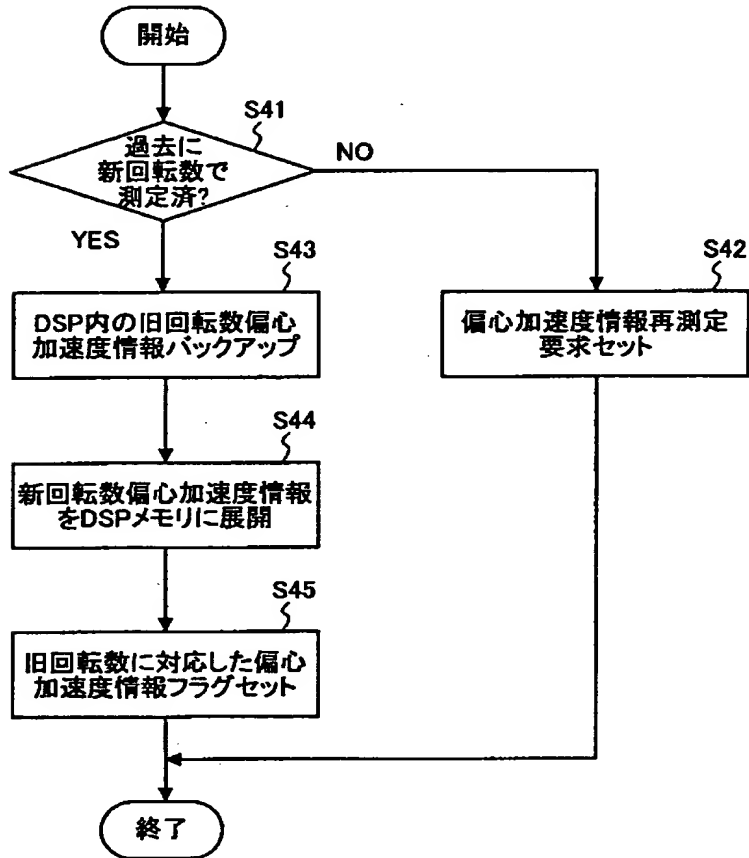 開始
S41
過去に
新回転数で
測定済?
NO
YES
S43
DSP内の旧回転数偏心
加速度情報バックアップ
S42
偏心加速度情報再測定
要求セット
S44
新回転数偏心加速度情報
をDSPメモリに展開
S45
旧回転数に対応した偏心
加速度情報フラグセット
終了